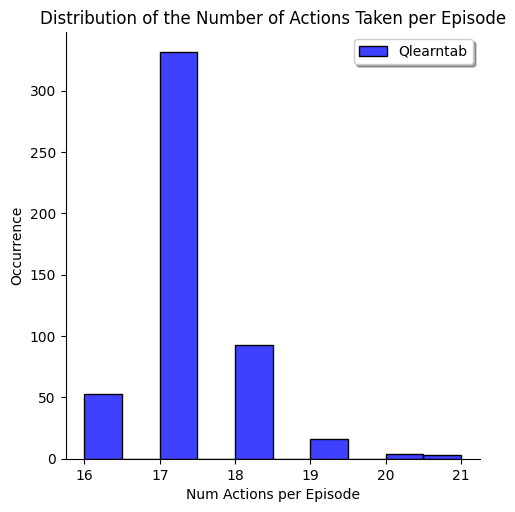 Distribution of the Number of Actions Taken per Episode
Qlearntab
300
250
200
150
100
50
0
Occurrence
16 17 18 19 20 21
Num Actions per Episode